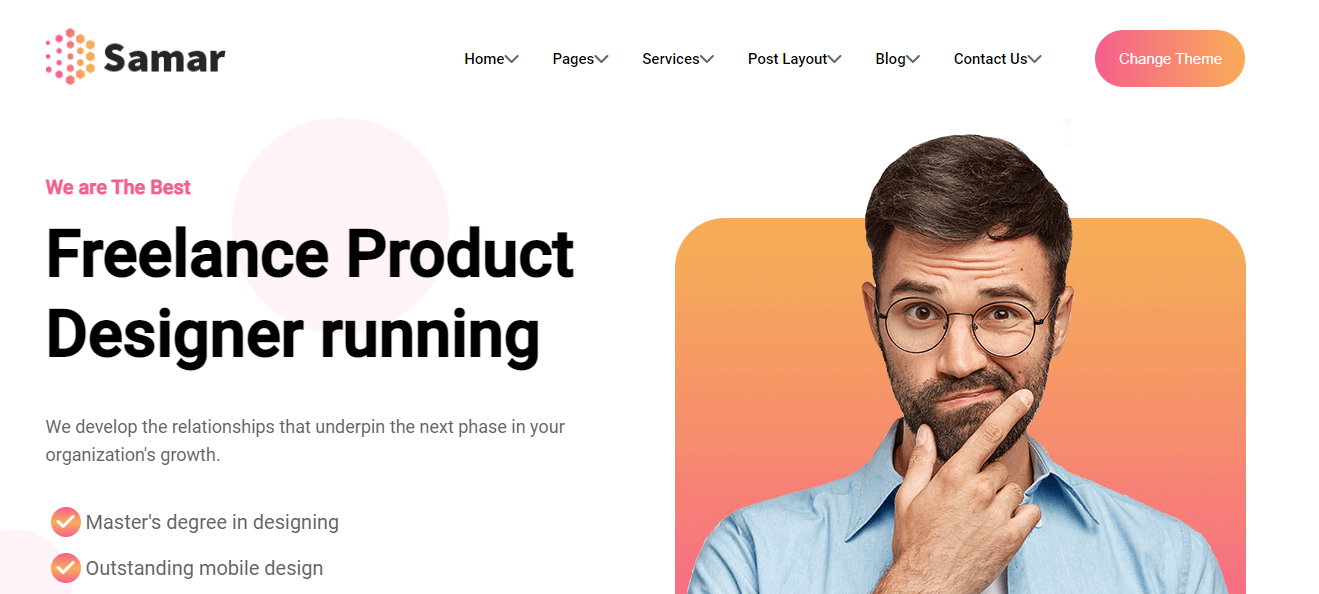 Samar
Home Pages Services Post Layout Blog Contact Us Change Theme
We are The Best
Freelance Product
Designer running
We develop the relationships that underpin the next phase in your
organization's growth.
Master's degree in designing
Outstanding mobile design